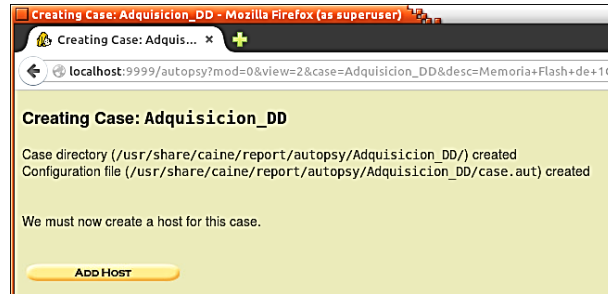 Creating Case: Adquisicion_DD - Mozilla Firefox (as superuser)
Creating Case: Adquis... ×
localhost:9999/autopsy?mod=0&view=2&case=Adquisicion_DD&desc=Memoria+Flash+de+1
Creating Case: Adquisicion_DD
Case directory (/usr/share/caine/report/autopsy/Adquisicion_DD/) created
Configuration file (/usr/share/caine/report/autopsy/Adquisicion_DD/case.aut) created
We must now create a host for this case.
ADD HOST